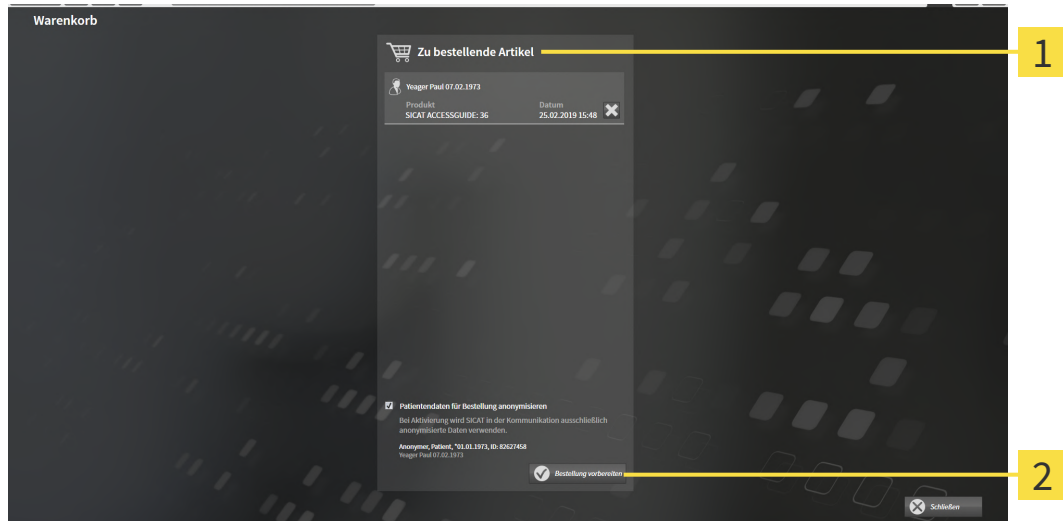 Warenkorb
Zu bestellende Artikel
1
Yeager Paul 07.02.1973
Produkt Datum
SICAT ACCESSGUIDE: 36 25.02.2019 15:48
Patientendaten für Bestellung anonymisieren
Bei Aktivierung wird SICAT in der Kommunikation ausschließlich
anonymisierte Daten verwenden.
Anonymer, Patient, *01.01.1973, ID: 82627458
Yeager Paul 07.02.1973
Bestellung vorbereiten
2
Schließen